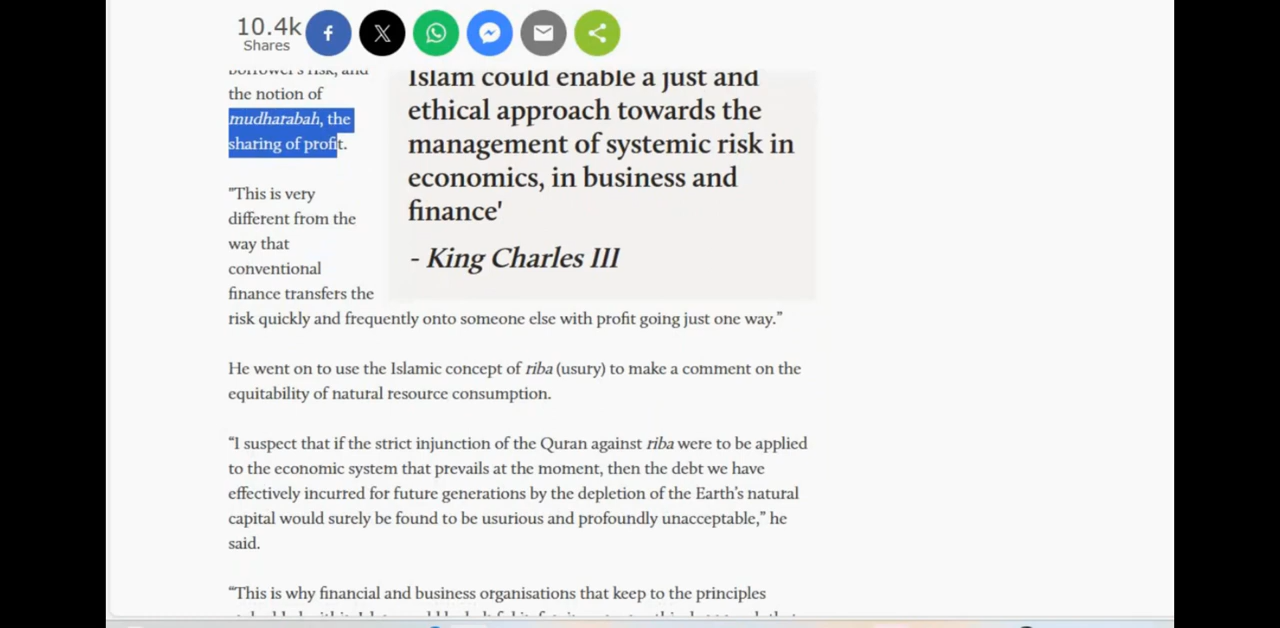 10.4k
Shares
borrower's risk, and
the notion of
mudharabah, the
sharing of profit.
"This is very
different from the
way that
conventional
finance transfers the
Islam could enable a just and
ethical approach towards the
management of systemic risk in
economics, in business and
finance'
- King Charles III
risk quickly and frequently onto someone else with profit going just one way.”
He went on to use the Islamic concept of riba (usury) to make a comment on the
equitability of natural resource consumption.
“I suspect that if the strict injunction of the Quran against riba were to be applied
to the economic system that prevails at the moment, then the debt we have
effectively incurred for future generations by the depletion of the Earth’s natural
capital would surely be found to be usurious and profoundly unacceptable,” he
said.
“This is why financial and business organisations that keep to the principles